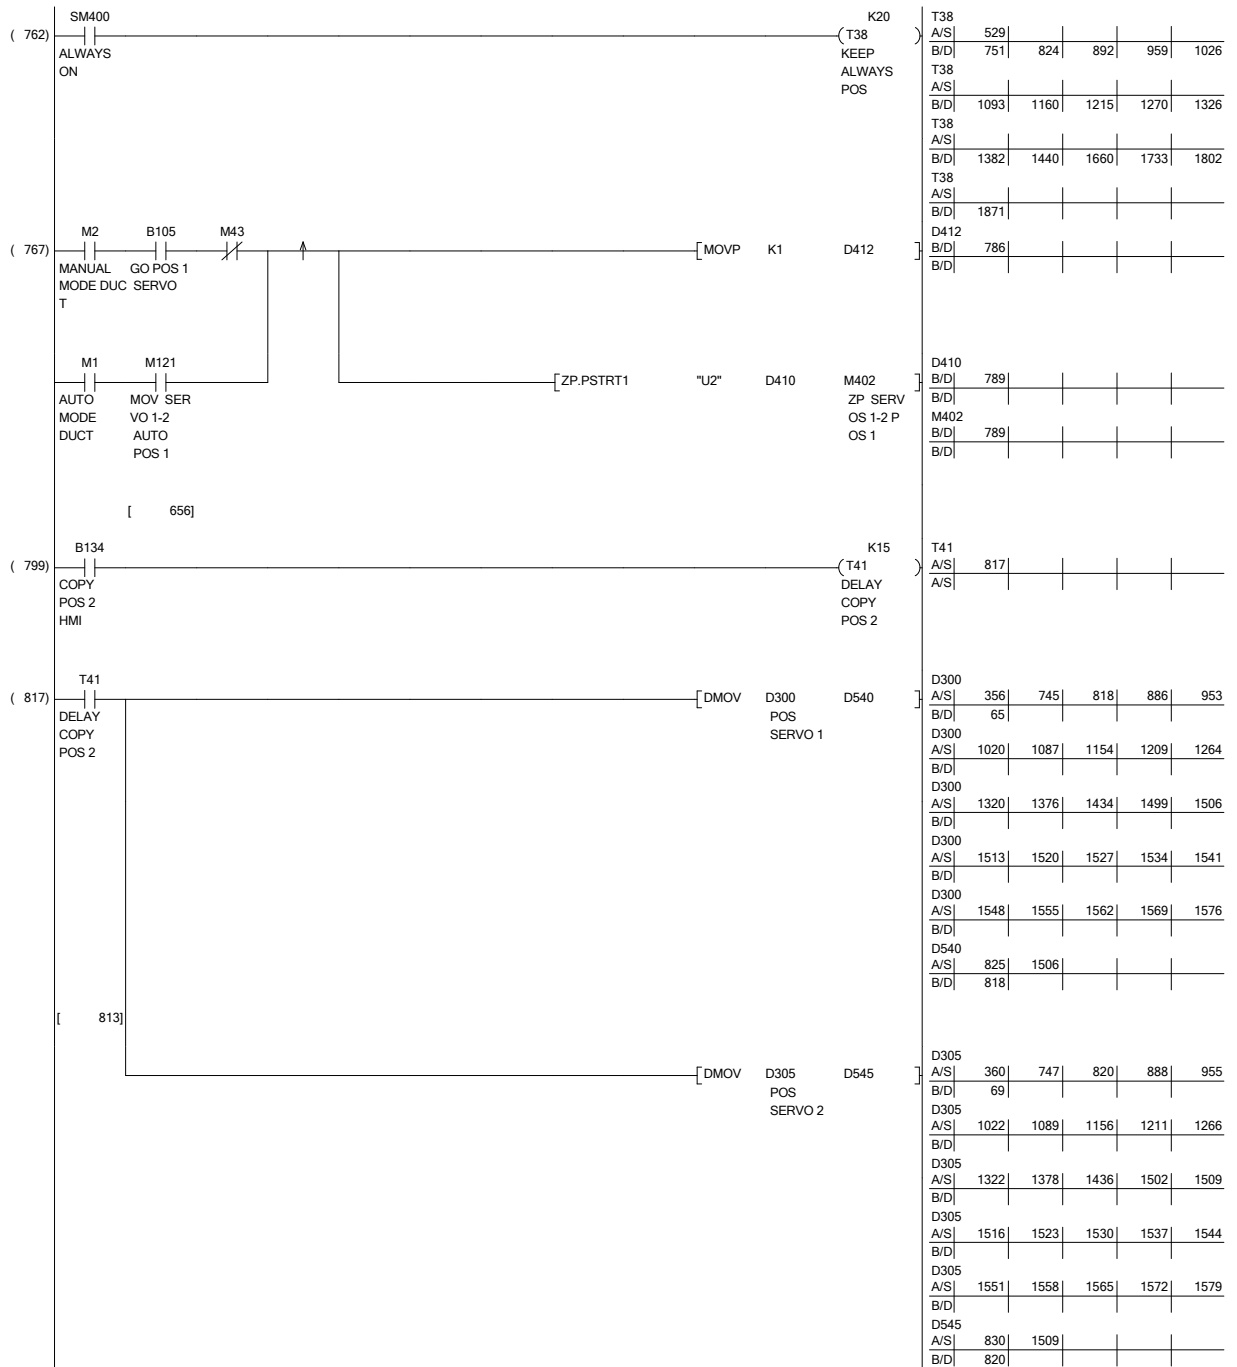 SM400 K20 T38
( 762) (T38 ) A/S 529
ALWAYS KEEP B/D 751 824 892 959 1026
ON ALWAYS T38
POS A/S
B/D 1093 1160 1215 1270 1326
T38
A/S
B/D 1382 1440 1660 1733 1802
T38
A/S
B/D 1871
M2 B105 M43 D412
( 767) [MOVP K1 D412 ] B/D 786
MANUAL GO POS 1 B/D
MODE DUC SERVO
T
M1 M121 D410
[ZP.PSTRT1 "U2" D410 M402 ] B/D 789
AUTO MOV SER ZP SERV B/D
MODE VO 1-2 OS 1-2 P M402
DUCT AUTO OS 1 B/D 789
POS 1 B/D
[ 656]
B134 K15 T41
( 799) (T41 ) A/S 817
COPY DELAY A/S
POS 2 COPY
HMI POS 2
T41 D300
( 817) [DMOV D300 D540 ] A/S 356 745 818 886 953
DELAY POS B/D 65
COPY SERVO 1 D300
POS 2 A/S 1020 1087 1154 1209 1264
B/D
D300
A/S 1320 1376 1434 1499 1506
B/D
D300
A/S 1513 1520 1527 1534 1541
B/D
D300
A/S 1548 1555 1562 1569 1576
B/D
D540
A/S 825 1506
B/D 818
[ 813]
D305
[DMOV D305 D545 ] A/S 360 747 820 888 955
POS B/D 69
SERVO 2 D305
A/S 1022 1089 1156 1211 1266
B/D
D305
A/S 1322 1378 1436 1502 1509
B/D
D305
A/S 1516 1523 1530 1537 1544
B/D
D305
A/S 1551 1558 1565 1572 1579
B/D
D545
A/S 830 1509
B/D 820